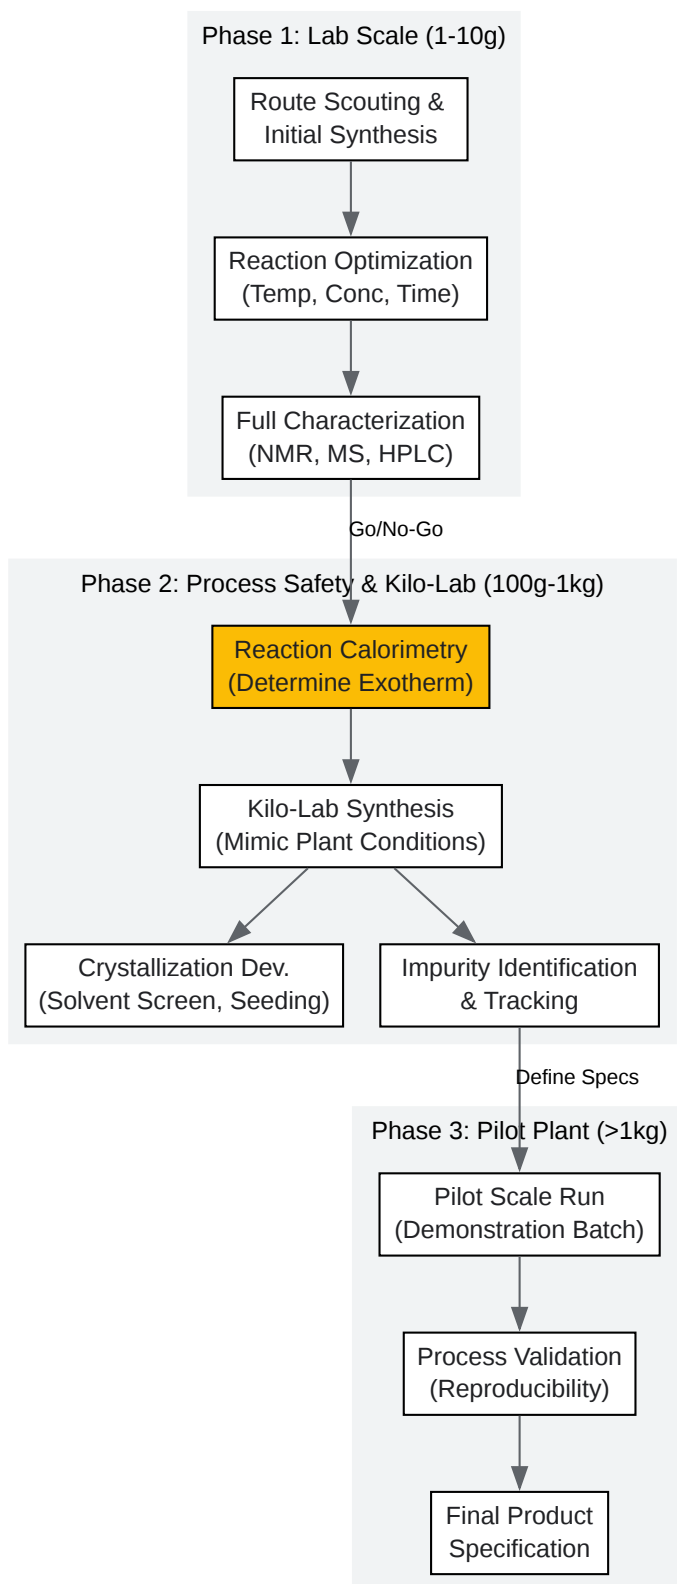 Phase 1: Lab Scale (1-10g)
Route Scouting &
Initial Synthesis
Reaction Optimization
(Temp, Conc, Time)
Full Characterization
(NMR, MS, HPLC)
Go/No-Go
Phase 2: Process Safety & Kilo-Lab (100g-1kg)
Reaction Calorimetry
(Determine Exotherm)
Kilo-Lab Synthesis
(Mimic Plant Conditions)
Crystallization Dev.
(Solvent Screen, Seeding)
Impurity Identification
& Tracking
Define Specs
Phase 3: Pilot Plant (>1kg)
Pilot Scale Run
(Demonstration Batch)
Process Validation
(Reproducibility)
Final Product
Specification